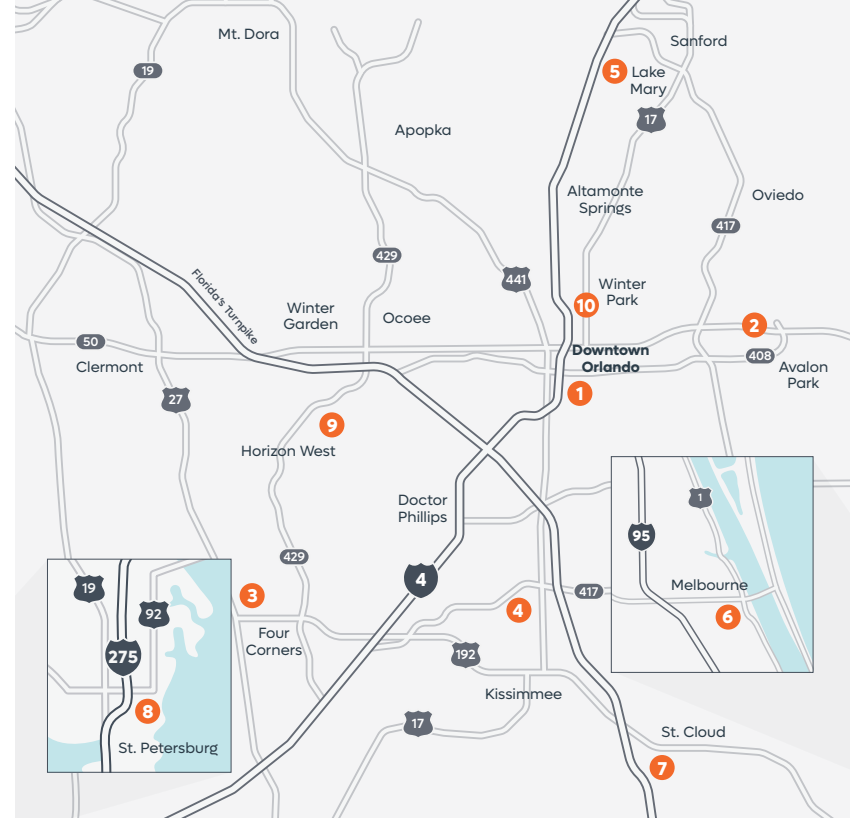 Mt. Dora
Sanford
5
Lake
Mary
19
17
Apopka
Altamonte
Springs
Oviedo
417
429
441
Florida's Turnpike
Winter
Park
10
Winter
Garden
Ocoee
2
50
Downtown
Orlando
408
Clermont
Avalon
Park
27
1
9
Horizon West
Doctor
Phillips
1
95
429
4
Melbourne
417
19
3
4
6
92
Four
Corners
275
192
Kissimmee
8
17
St. Cloud
St. Petersburg
7